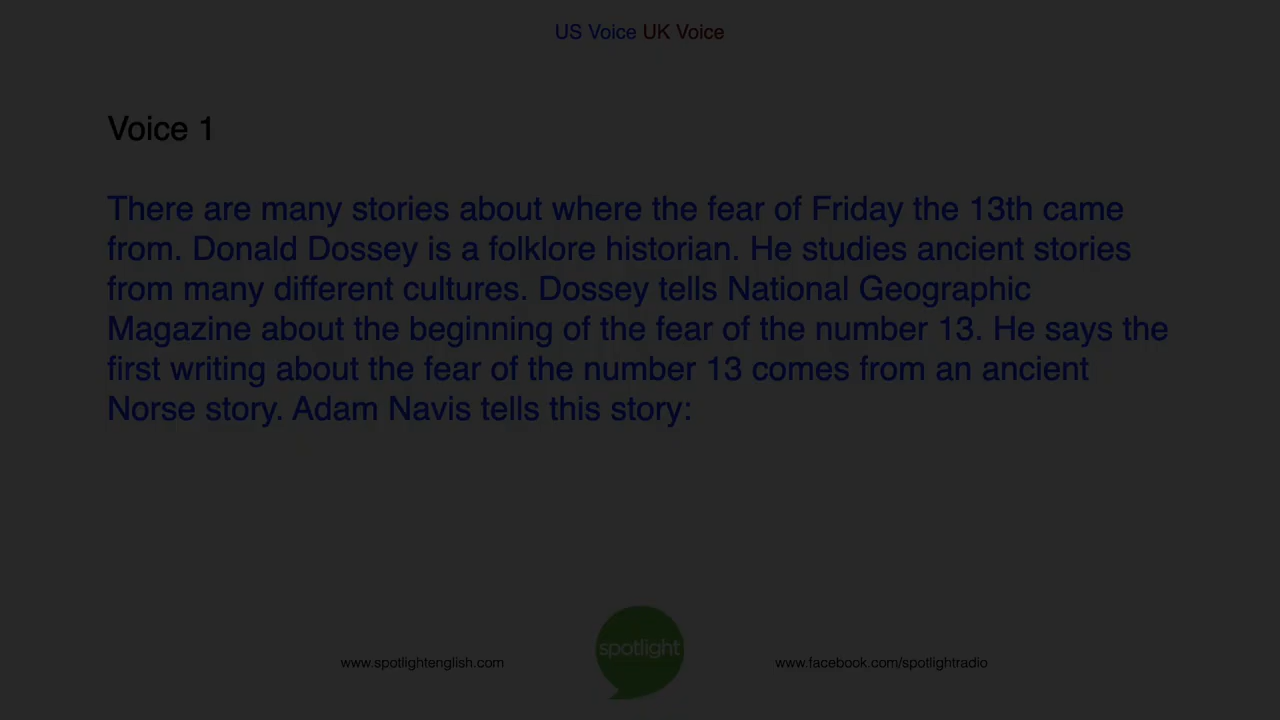 US Voice UK Voice
Voice 1
There are many stories about where the fear of Friday the 13th came
from. Donald Dossey is a folklore historian. He studies ancient stories
from many different cultures. Dossey tells National Geographic
Magazine about the beginning of the fear of the number 13. He says the
first writing about the fear of the number 13 comes from an ancient
Norse story. Adam Navis tells this story:
www.spotlightenglish.com
spotlight
www.facebook.com/spotlightradio